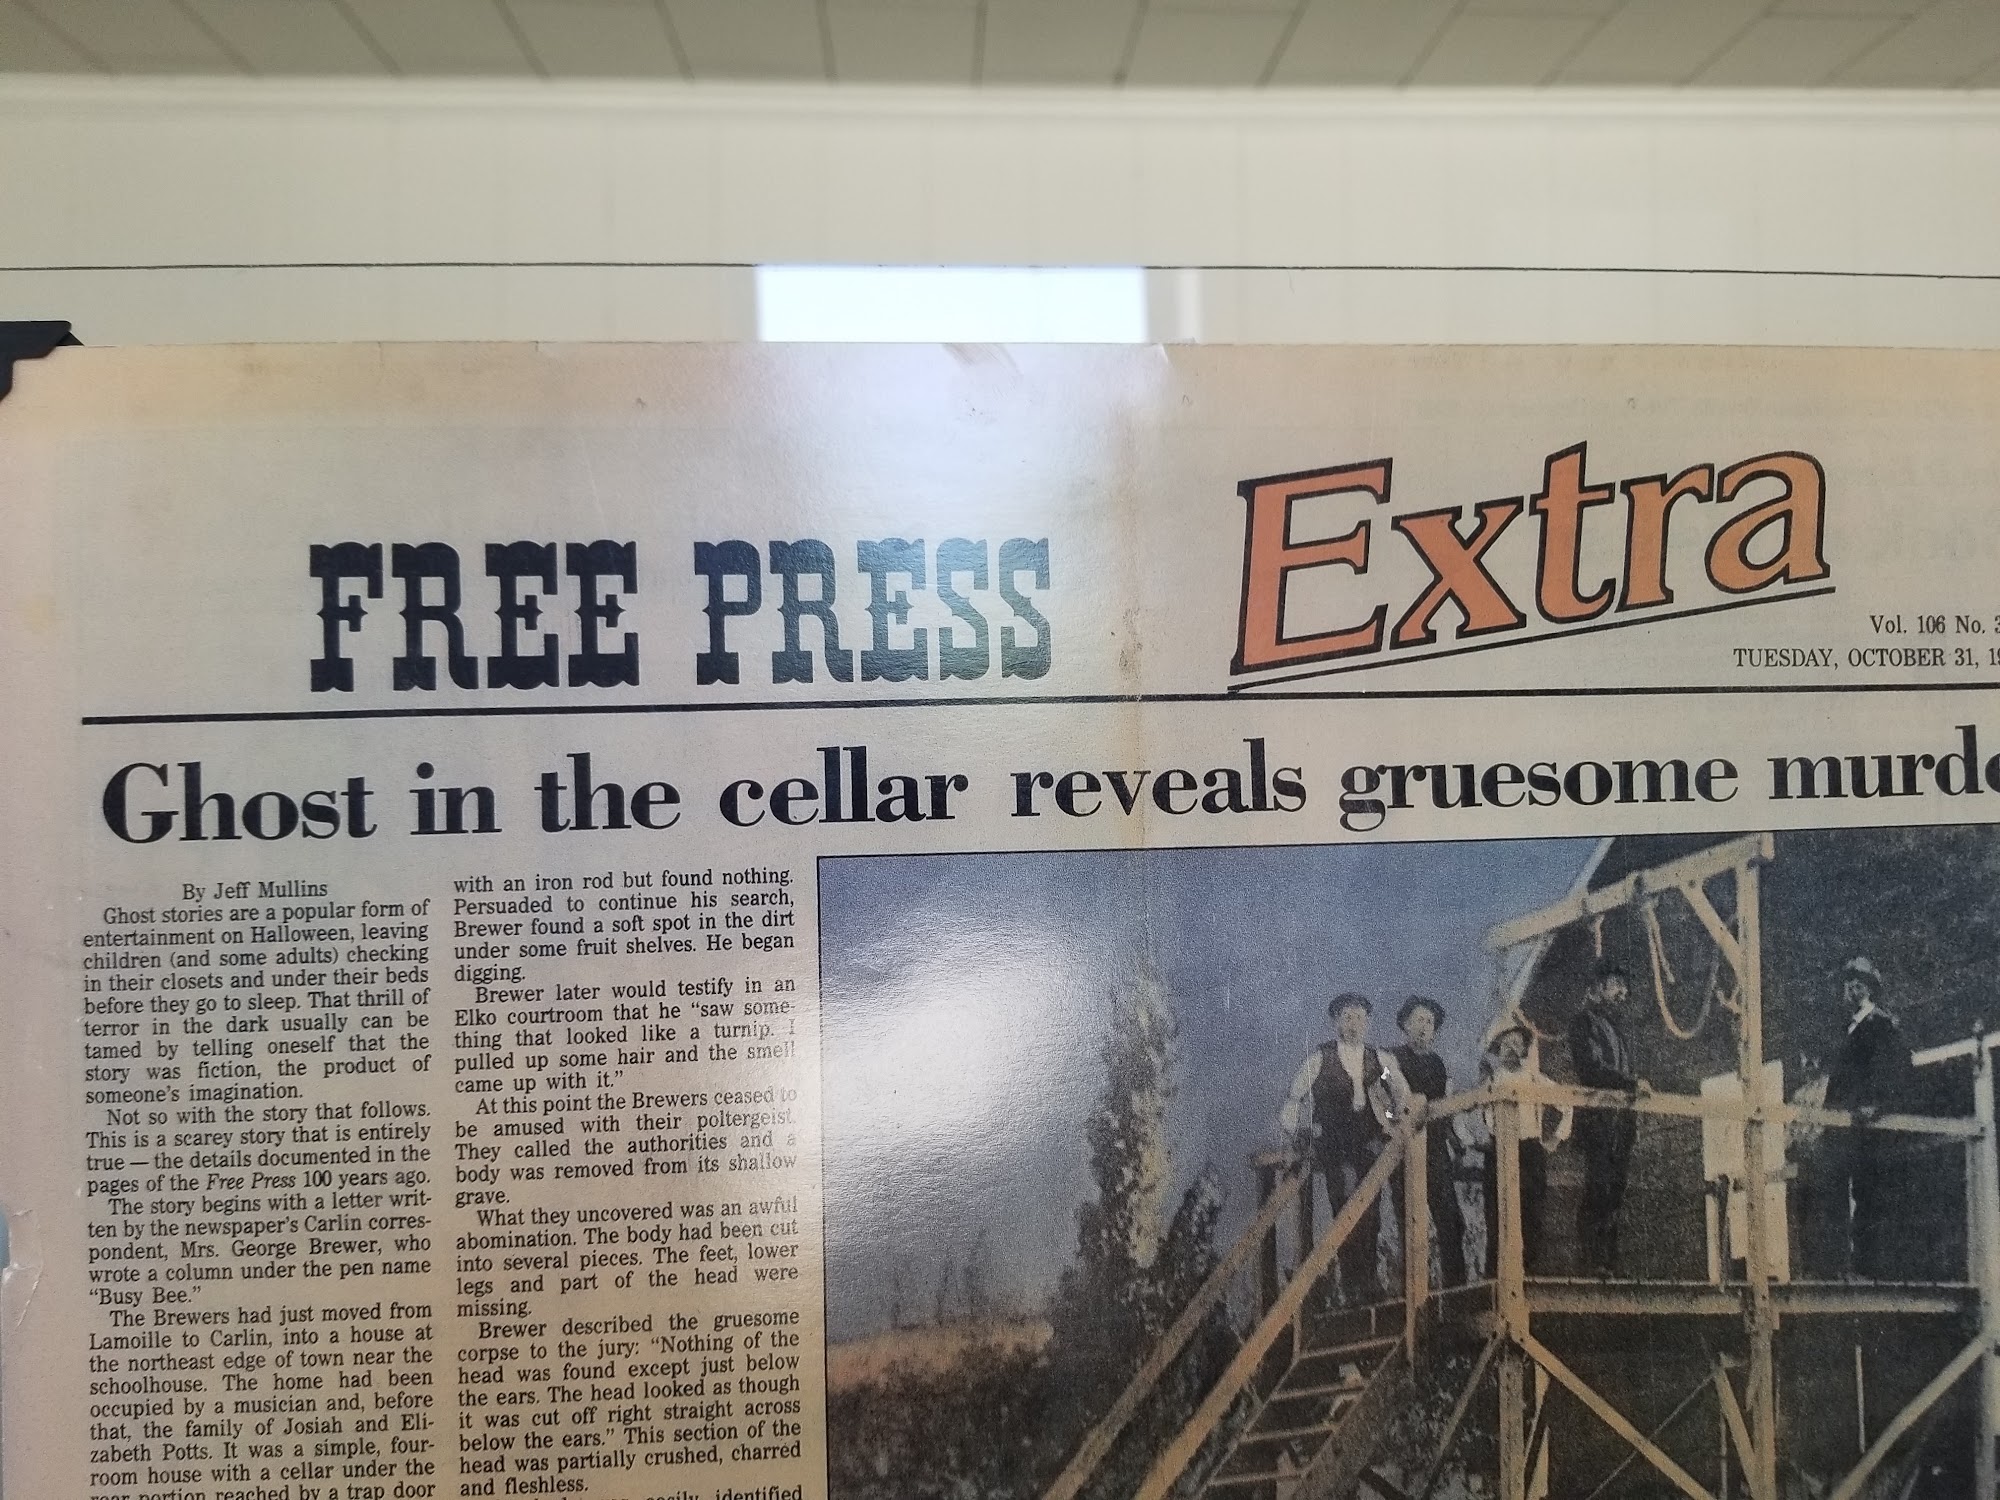 FREE PRESS
Extra
Vol. 106 No.
TUESDAY, OCTOBER 31,
Ghost in the cellar reveals gruesome
By Jeff Mullins
Ghost stories are a popular form of
entertainment on Halloween, leaving
children (and some adults) checking
in their closets and under their beds
before they go to sleep. That thrill of
terror in the dark usually can be
tamed by telling oneself that the
story was fiction, the product of
someone's imagination.
Not so with the story that follows.
This is a scarey story that is entirely
true — the details documented in the
pages of the Free Press 100 years ago.
The story begins with a letter writ-
ten by the newspaper's Carlin corres-
pondent, Mrs. George Brewer, who
wrote a column under the pen name
"Busy Bee."
The Brewers had just moved from
Lamoille to Carlin, into a house at
the northeast edge of town near the
schoolhouse. The home had been
occupied by a musician and, before
that, the family of Josiah and Eli-
zabeth Potts. It was a simple, four-
room house with a cellar under the
rear portion reached by a trap door
with an iron rod but found nothing.
Persuaded to continue his search,
Brewer found a soft spot in the dirt
under some fruit shelves. He began
digging.
Brewer later would testify in an
Elko courtroom that he "saw some-
thing that looked like a turnip. I
pulled up some hair and the smell
came up with it."
At this point the Brewers ceased to
be amused with their poltergeist.
They called the authorities and a
body was removed from its shallow
grave.
What they uncovered was an awful
abomination. The body had been cut
into several pieces. The feet, lower
legs and part of the head were
missing.
Brewer described the gruesome
corpse to the jury: "Nothing of the
head was found except just below
the ears. The head looked as though
it was cut off right straight across
below the ears." This section of the
head was partially crushed, charred
and fleshless.
easily identified